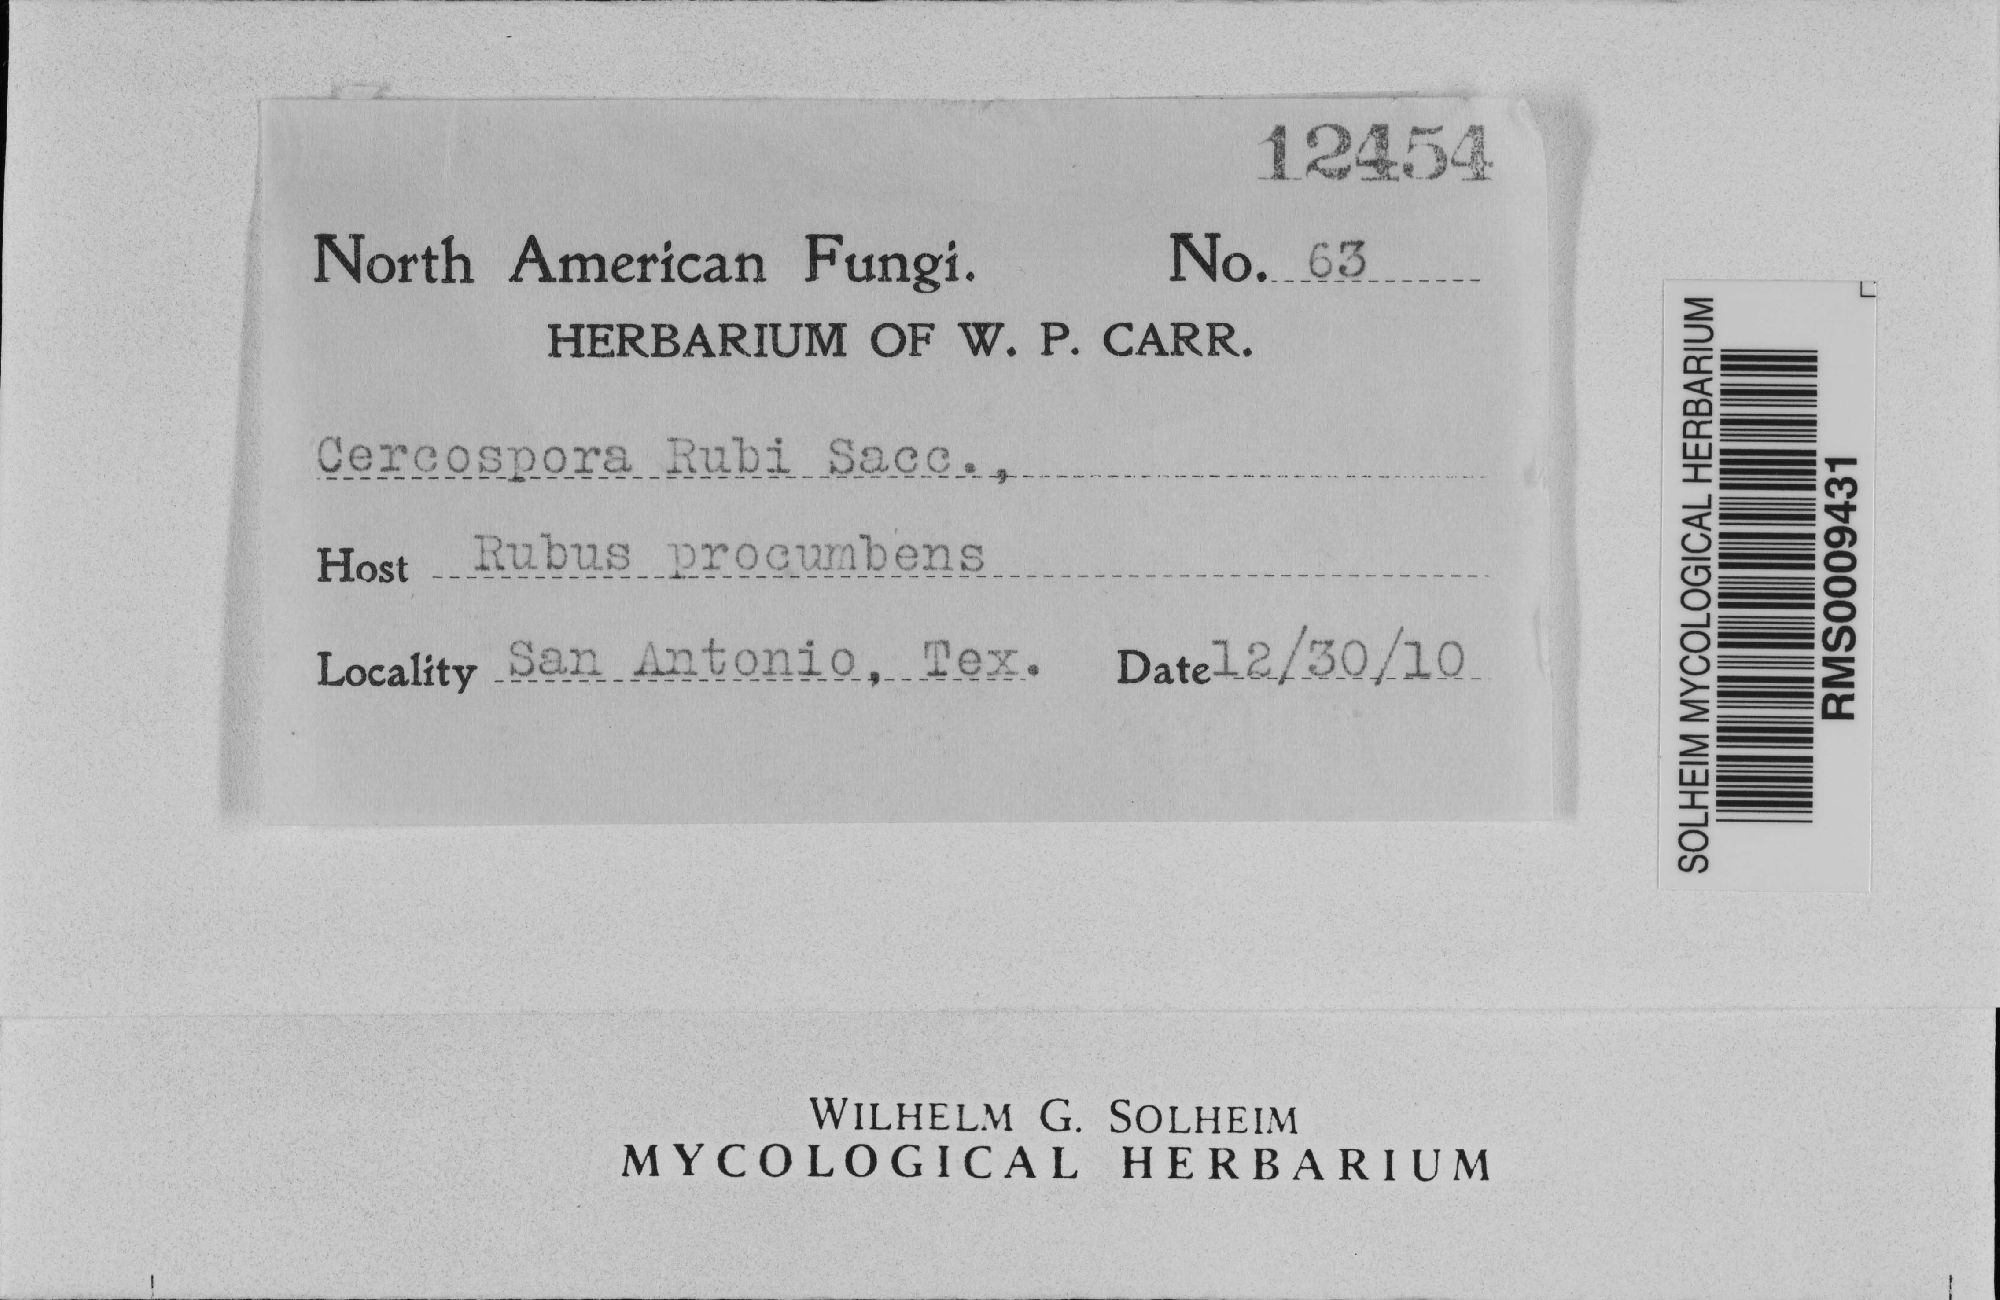 12454
North American Fungi. No. 63
HERBARIUM OF W. P. CARR.
Cercospora Rubi Sacc.,
Host Rubus procumbens
Locality San Antonio, Tex. Date 12/30/10
SOLHEIM MYCOLOGICAL HERBARIUM
RMS0009431
WILHELM G. SOLHEIM
MYCOLOGICAL HERBARIUM